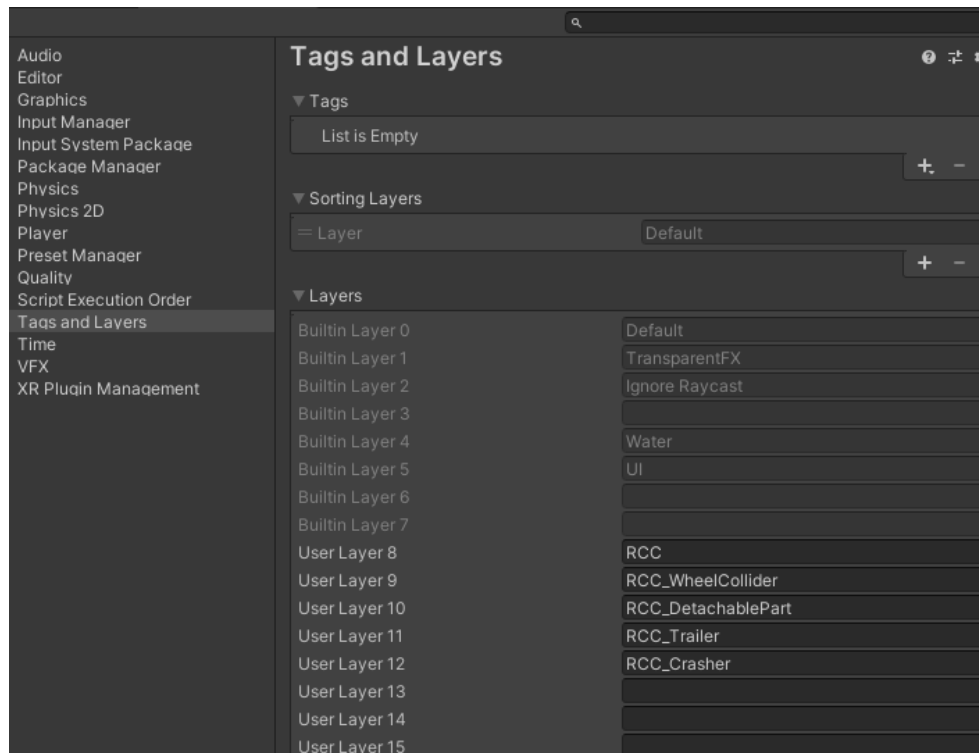 Audio
Editor
Graphics
Input Manager
Input System Package
Package Manager
Physics
Physics 2D
Player
Preset Manager
Quality
Script Execution Order
Tags and Layers
Time
VFX
XR Plugin Management
Tags and Layers
Tags
List is Empty
Sorting Layers
Layer Default
Layers
Builtin Layer 0 Default
Builtin Layer 1 TransparentFX
Builtin Layer 2 Ignore Raycast
Builtin Layer 3
Builtin Layer 4 Water
Builtin Layer 5 UI
Builtin Layer 6
Builtin Layer 7
User Layer 8 RCC
User Layer 9 RCC_WheelCollider
User Layer 10 RCC_DetachablePart
User Layer 11 RCC_Trailer
User Layer 12 RCC_Crasher
User Layer 13
User Layer 14
User Layer 15